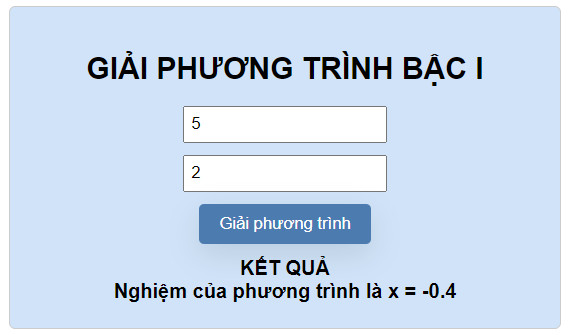 GIẢI PHƯƠNG TRÌNH BẬC I
5
2
Giải phương trình
KẾT QUẢ
Nghiệm của phương trình là x = -0.4